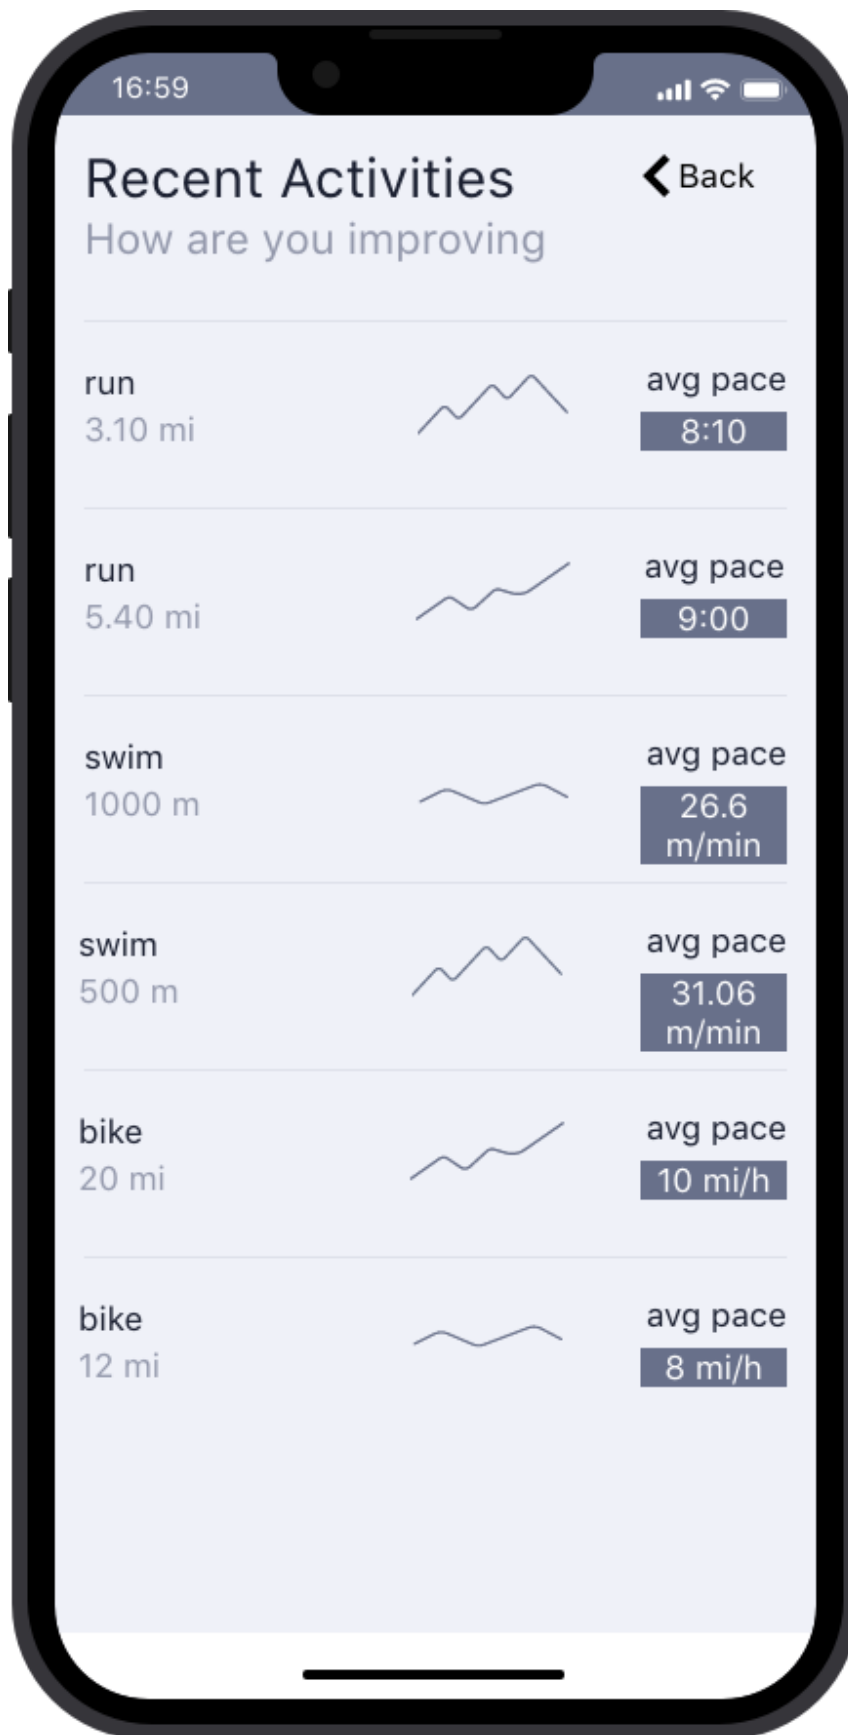 16:59
Recent Activities
Back
How are you improving
run
avg pace
3.10 mi
8:10
run
avg pace
5.40 mi
9:00
swim
avg pace
1000 m
26.6
m/min
swim
avg pace
500 m
31.06
m/min
bike
avg pace
20 mi
10 mi/h
bike
avg pace
12 mi
8 mi/h